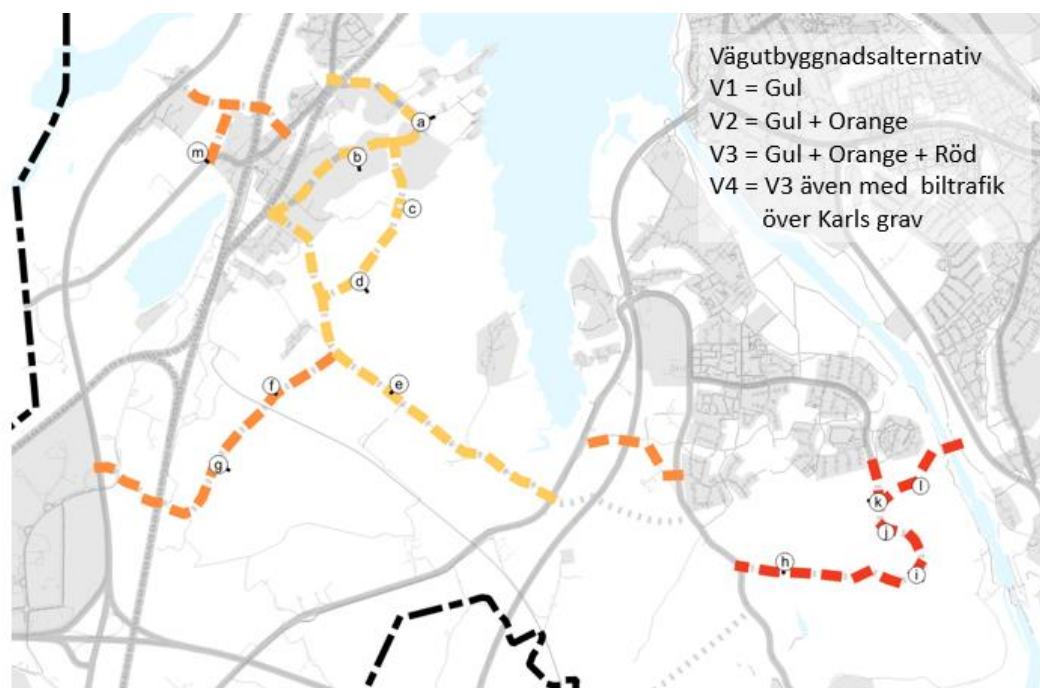 Vägutbyggnadsalternativ
V1 = Gul
V2 = Gul + Orange
V3 = Gul + Orange + Röd
V4 = V3 även med biltrafik
över Karls grav
a
m
b
c
d
f
e
g
l
k
j
h
i